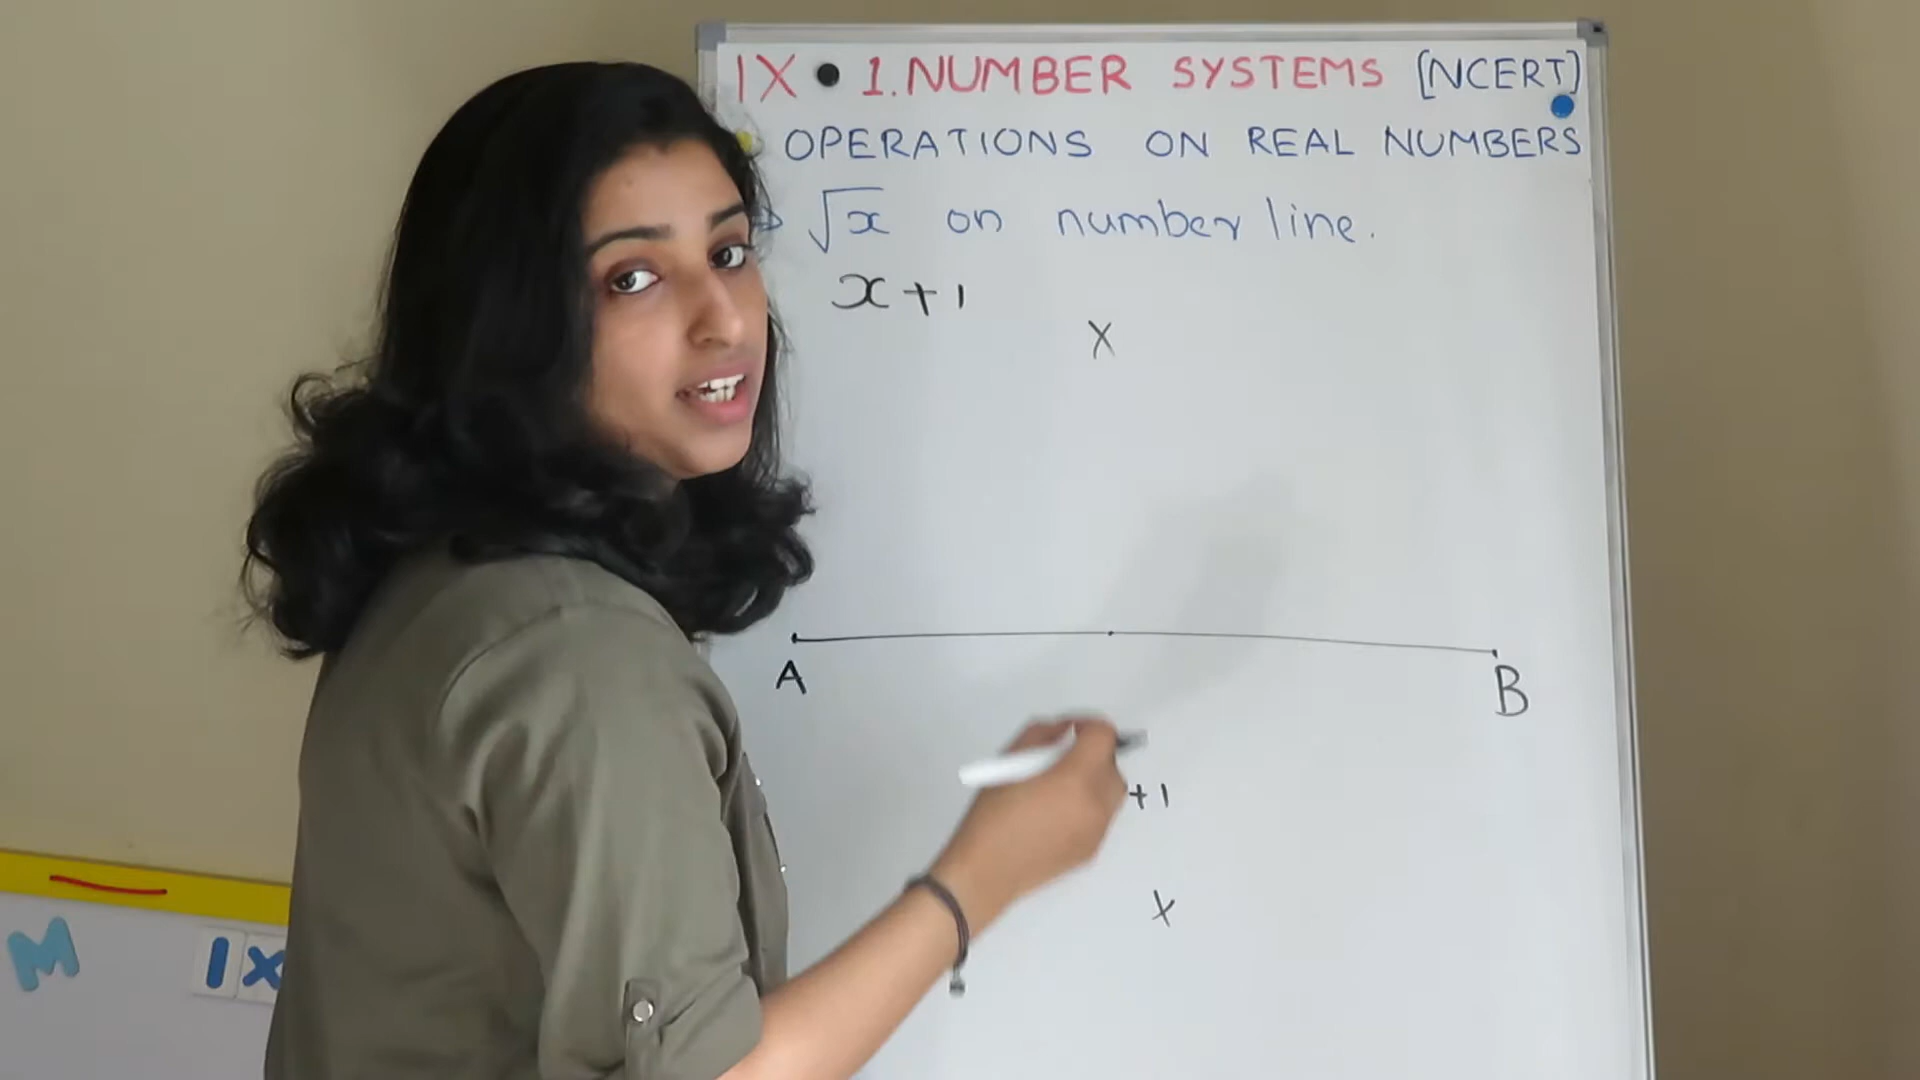 IX • 1. NUMBER SYSTEMS [NCERT]
OPERATIONS ON REAL NUMBERS
√x on number line.
x + 1
A
B
+ 1
M
IX